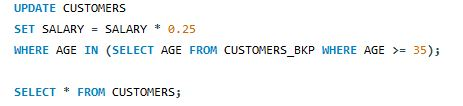 UPDATE CUSTOMERS
SET SALARY = SALARY * 0.25
WHERE AGE IN (SELECT AGE FROM CUSTOMERS_BKP WHERE AGE >= 35);
SELECT * FROM CUSTOMERS;